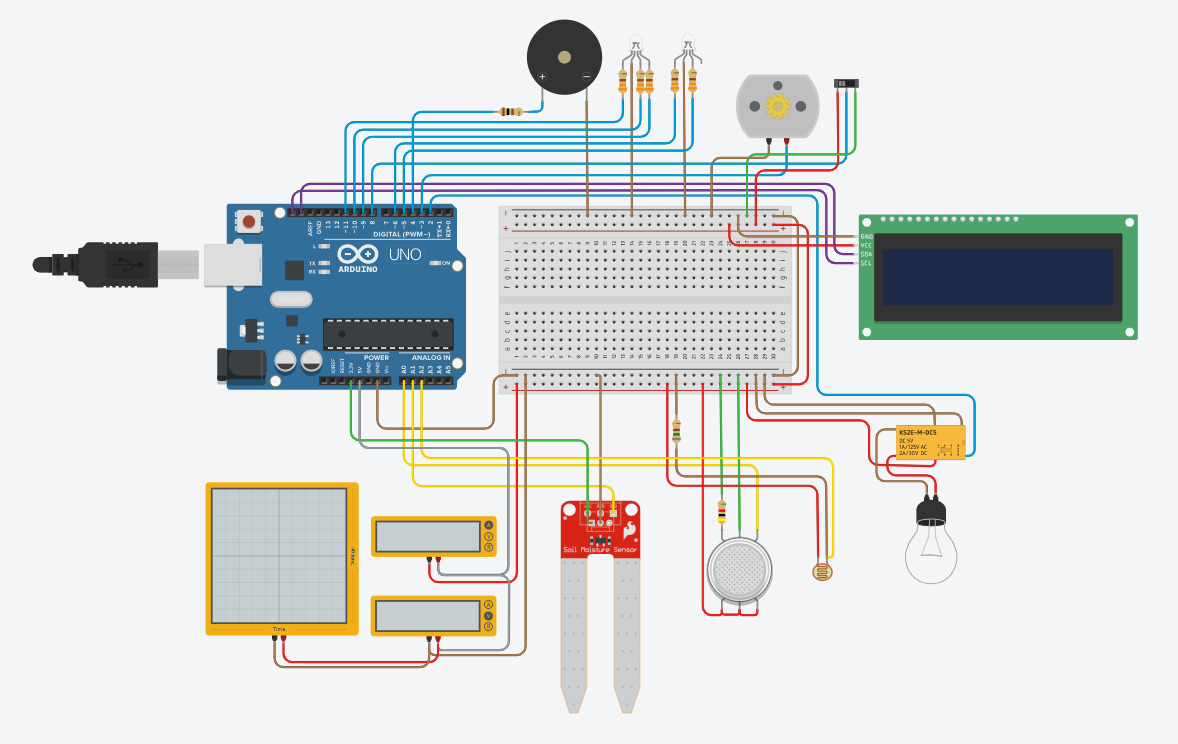 + −
AREF
GND
13
12
~11
~10
~9
8
7
~6
~5
4
~3
2
TX→1
RX←0
DIGITAL (PWM~)
L
TX
RX
ARDUINO
UNO
ON
POWER
ANALOG IN
IOREF
RESET
3.3V
5V
GND
GND
Vin
A0
A1
A2
A3
A4
A5
GND
VCC
SDA
SCL
KS2E-M-DC5
DC 5V
1A/125V AC
2A/30V DC
Voltage
Time
A
V
R
A
V
R
Soil Moisture Sensor